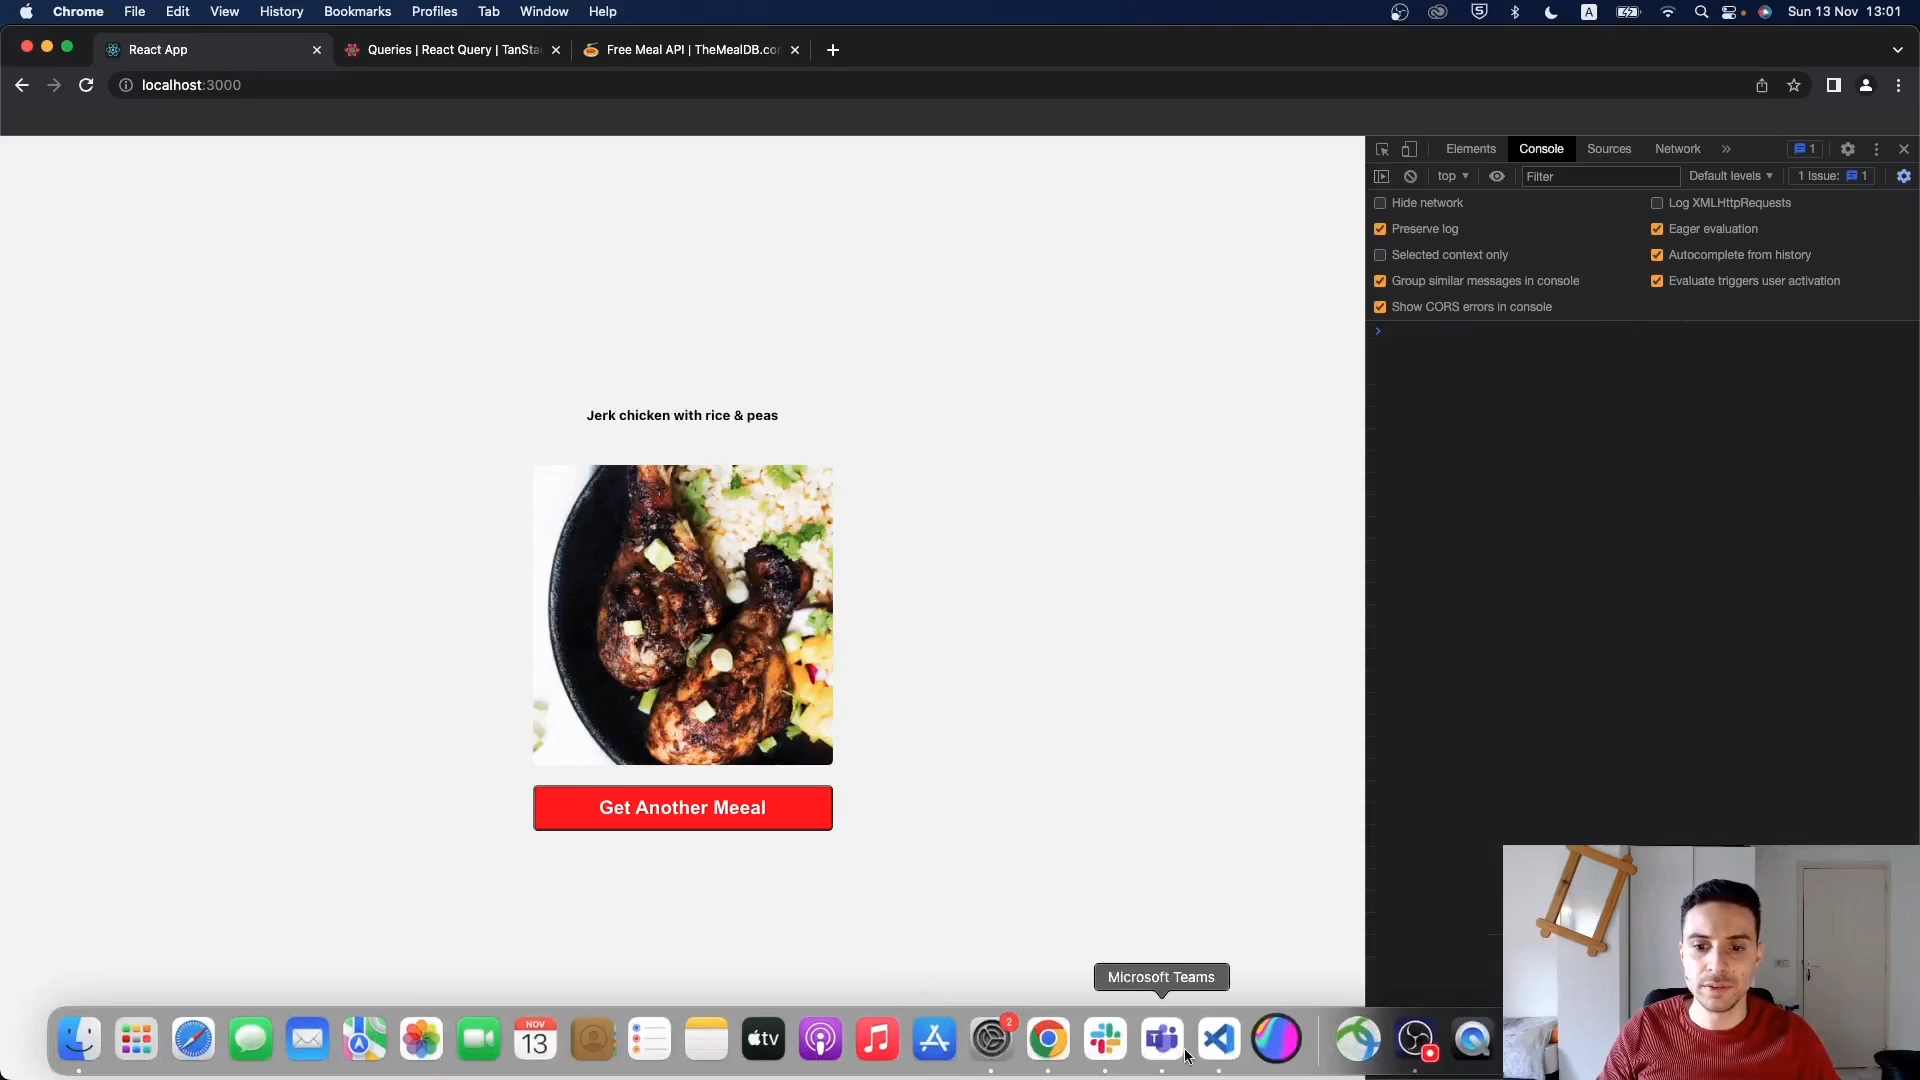 Chrome File Edit View History Bookmarks Profiles Tab Window Help
A
Sun 13 Nov 13:01
React App
Queries | React Query | TanSta
Free Meal API | TheMealDB.co
localhost:3000
Elements Console Sources Network
1
top
Filter
Default levels
1 Issue:
1
Hide network
Log XMLHttpRequests
Preserve log
Eager evaluation
Selected context only
Autocomplete from history
Group similar messages in console
Evaluate triggers user activation
Show CORS errors in console
Jerk chicken with rice & peas
Get Another Meeal
Microsoft Teams
NOV
13
tv
2